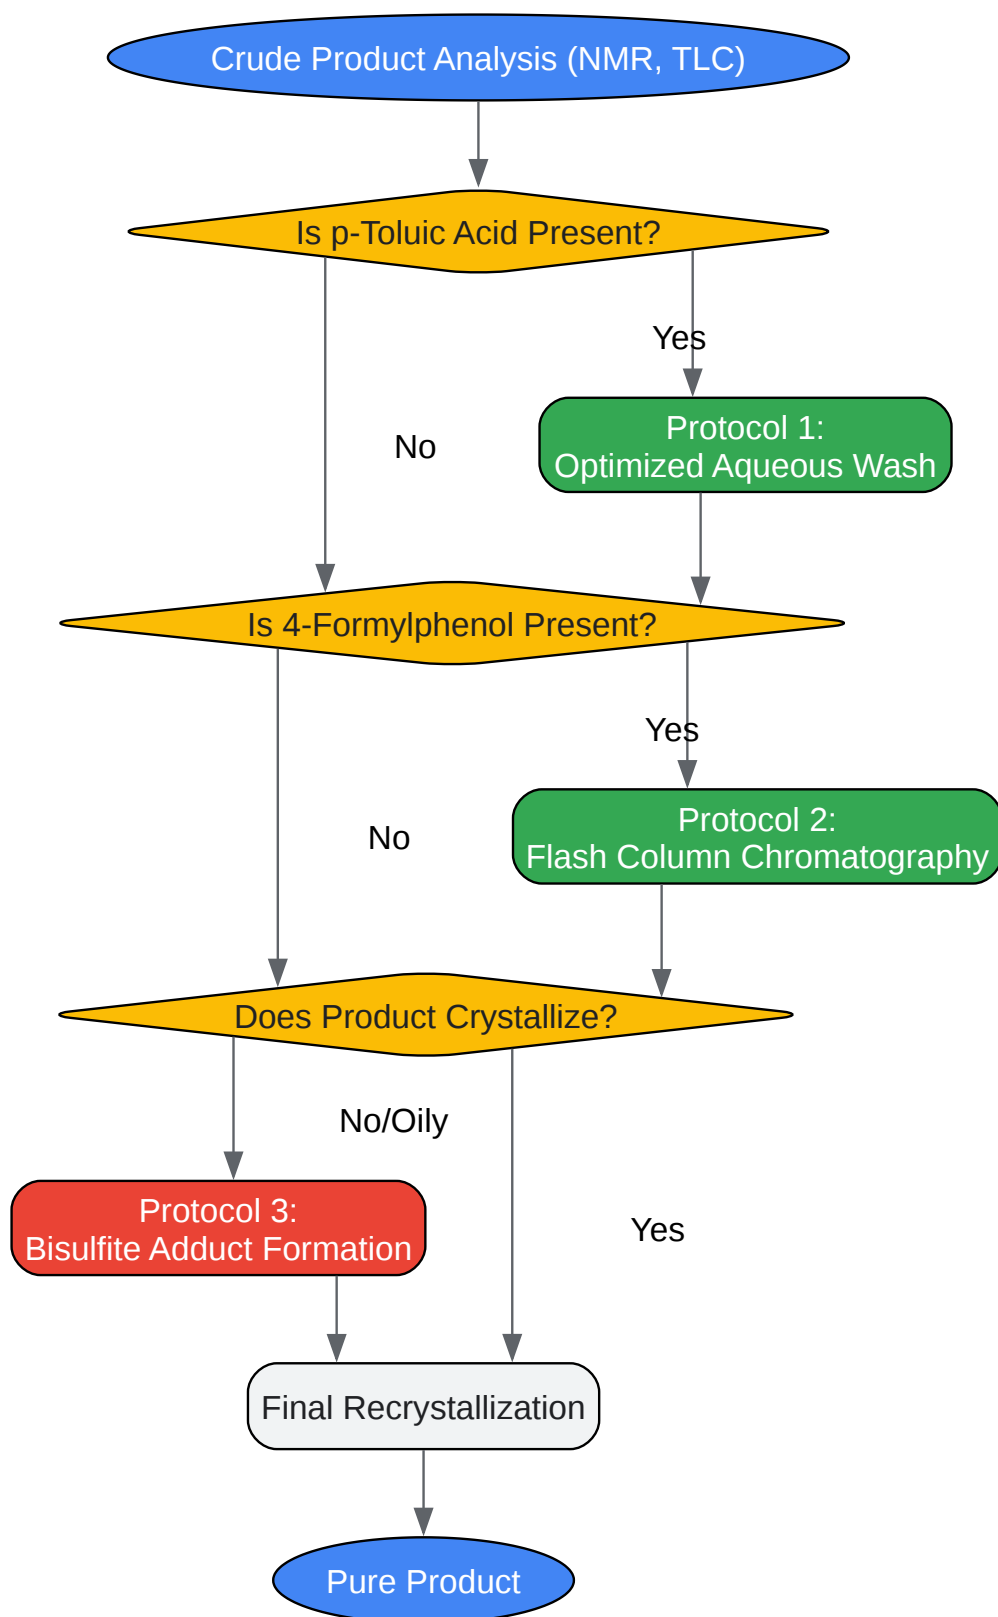 Crude Product Analysis (NMR, TLC)
Is p-Toluic Acid Present?
Yes
Protocol 1:
Optimized Aqueous Wash
No
Is 4-Formylphenol Present?
Yes
Protocol 2:
Flash Column Chromatography
No
Does Product Crystallize?
No/Oily
Protocol 3:
Bisulfite Adduct Formation
Yes
Final Recrystallization
Pure Product